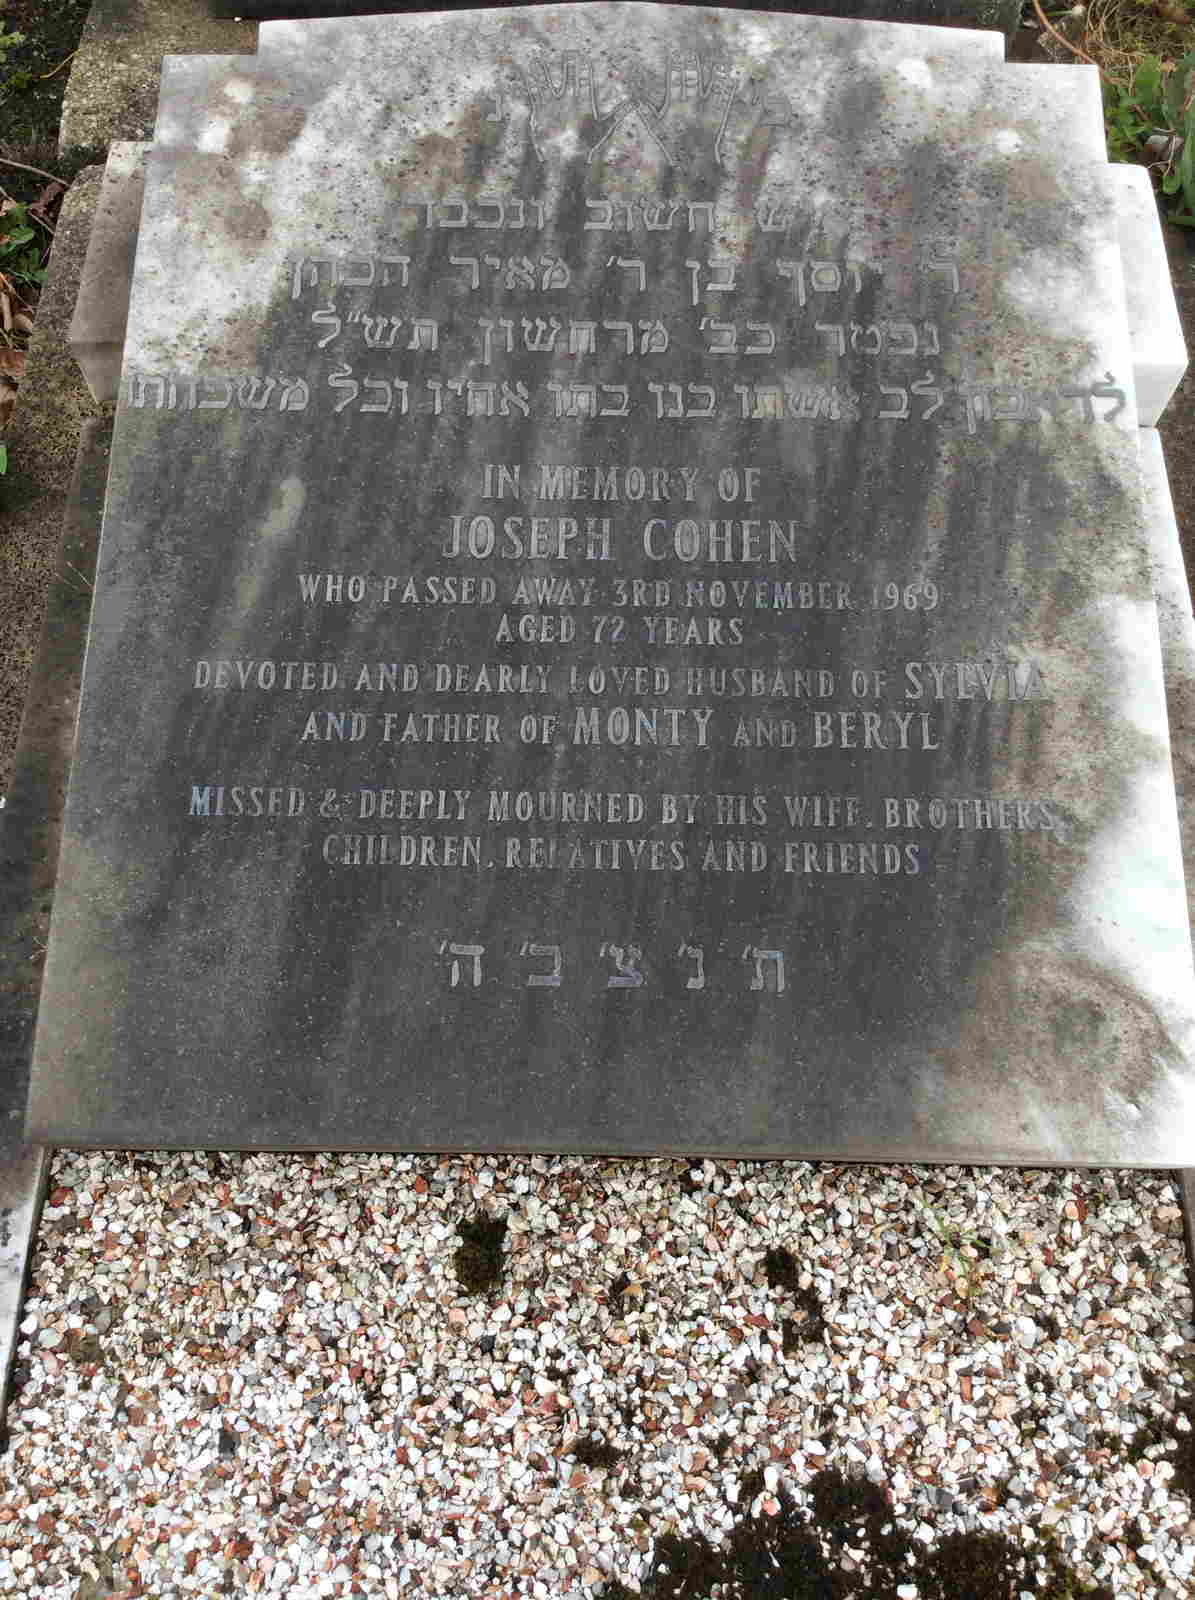 פ' נ'
איש חשוב ונכבד
ר' יוסף בן ר' מאיר הכהן
נפטר כב' מרחשון תש"ל
לדאבון לב אשתו בנו בתו אחיו וכל משפחתו
IN MEMORY OF
JOSEPH COHEN
WHO PASSED AWAY 3RD NOVEMBER 1969
AGED 72 YEARS
DEVOTED AND DEARLY LOVED HUSBAND OF SYLVIA
AND FATHER OF MONTY AND BERYL
MISSED & DEEPLY MOURNED BY HIS WIFE, BROTHERS
CHILDREN, RELATIVES AND FRIENDS
ת' נ' צ' ב' ה'